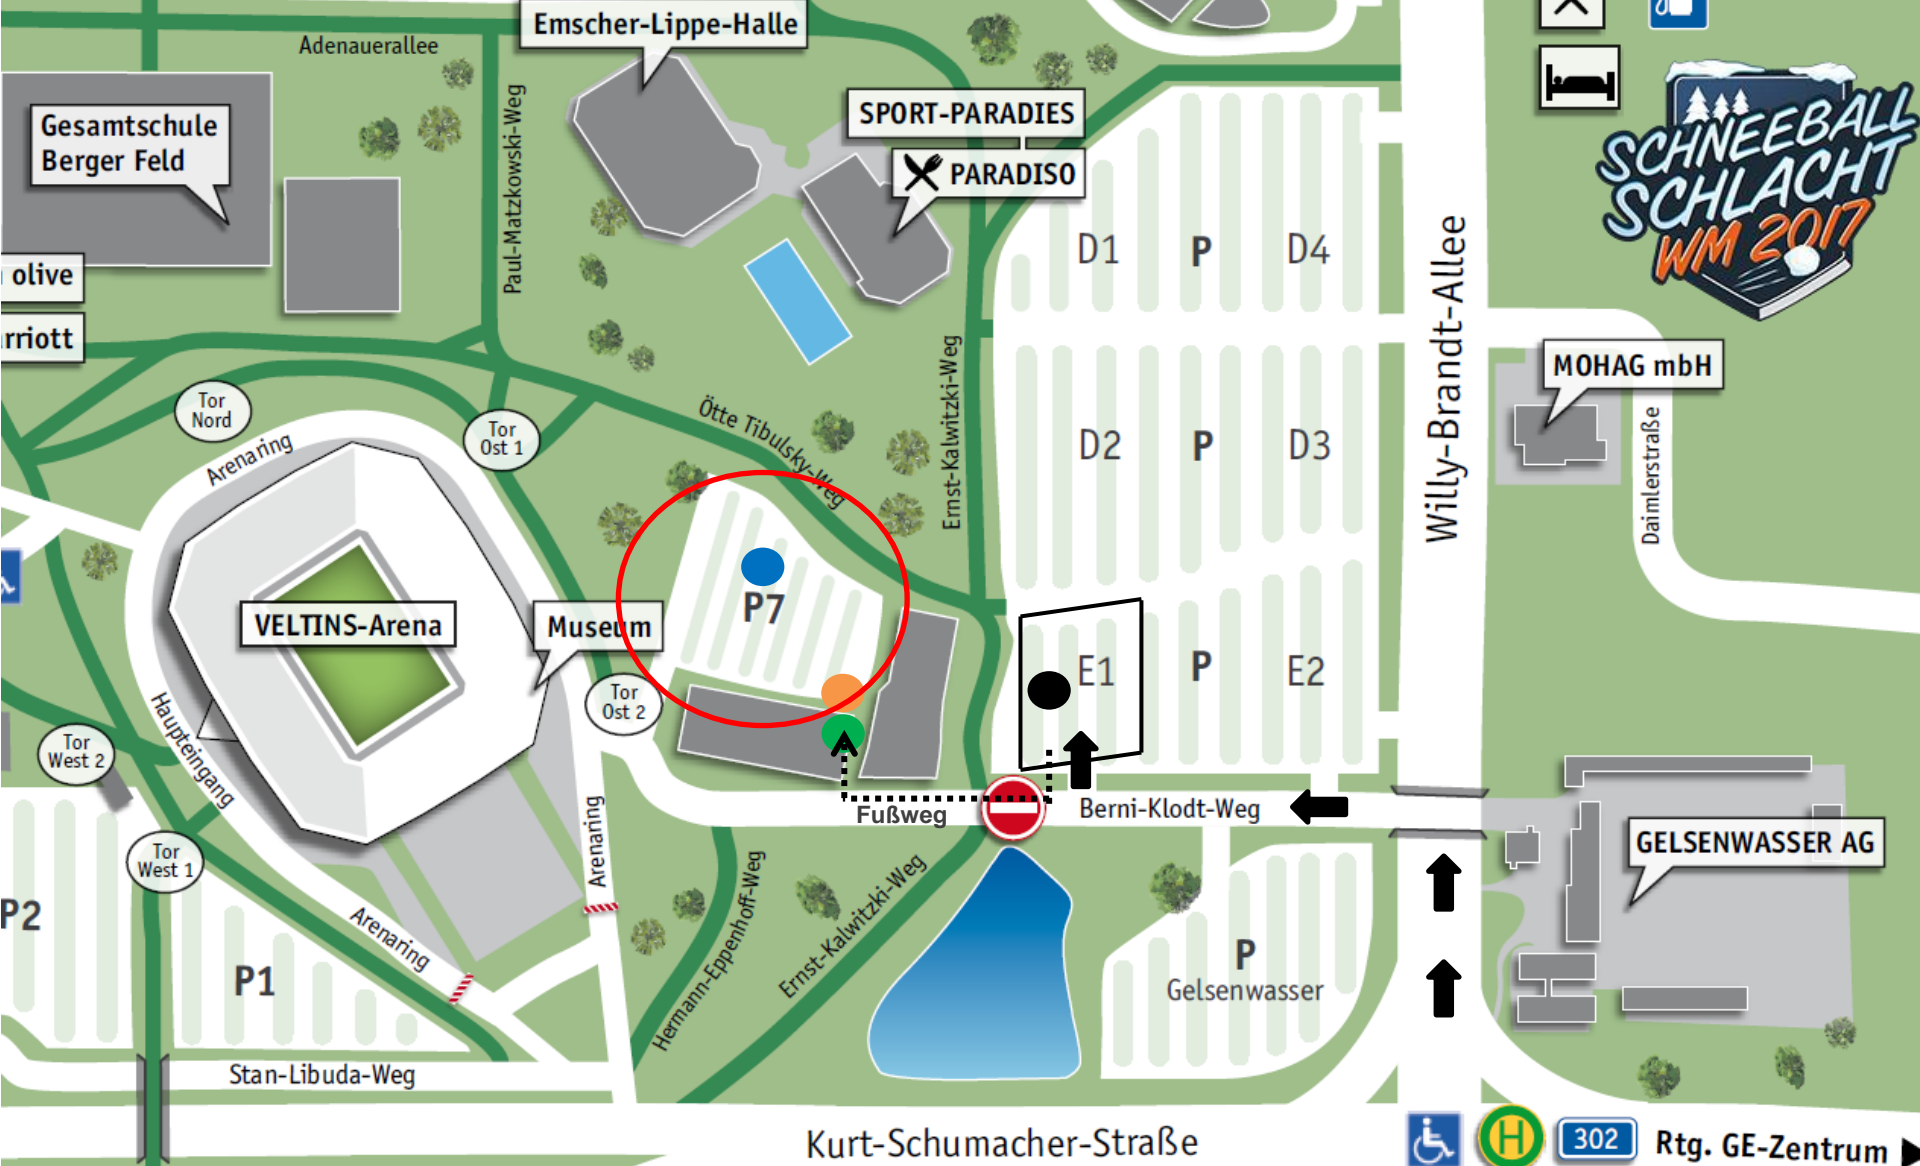 Emscher-Lippe-Halle
Adenauerallee
SPORT-PARADIES
PARADISO
Gesamtschule
Berger Feld
Paul-Matzkowski-Weg
SCHNEEBALL
SCHLACHT
WM 2017
olive
rriott
D1 P D4
Willy-Brandt-Allee
MOHAG mbH
Daimlerstraße
Ernst-Kalwitzki-Weg
Ötte Tibulsky-Weg
Tor
Nord
Tor
Ost 1
Arenaring
D2 P D3
VELTINS-Arena
Museum
P7
E1 P E2
Tor
Ost 2
Haupteingang
Tor
West 2
Fußweg
Berni-Klodt-Weg
GELSENWASSER AG
Tor
West 1
Arenaring
Hermann-Eppenhoff-Weg
Ernst-Kalwitzki-Weg
P2
P1
Arenaring
P
Gelsenwasser
Stan-Libuda-Weg
Kurt-Schumacher-Straße
H
302
Rtg. GE-Zentrum